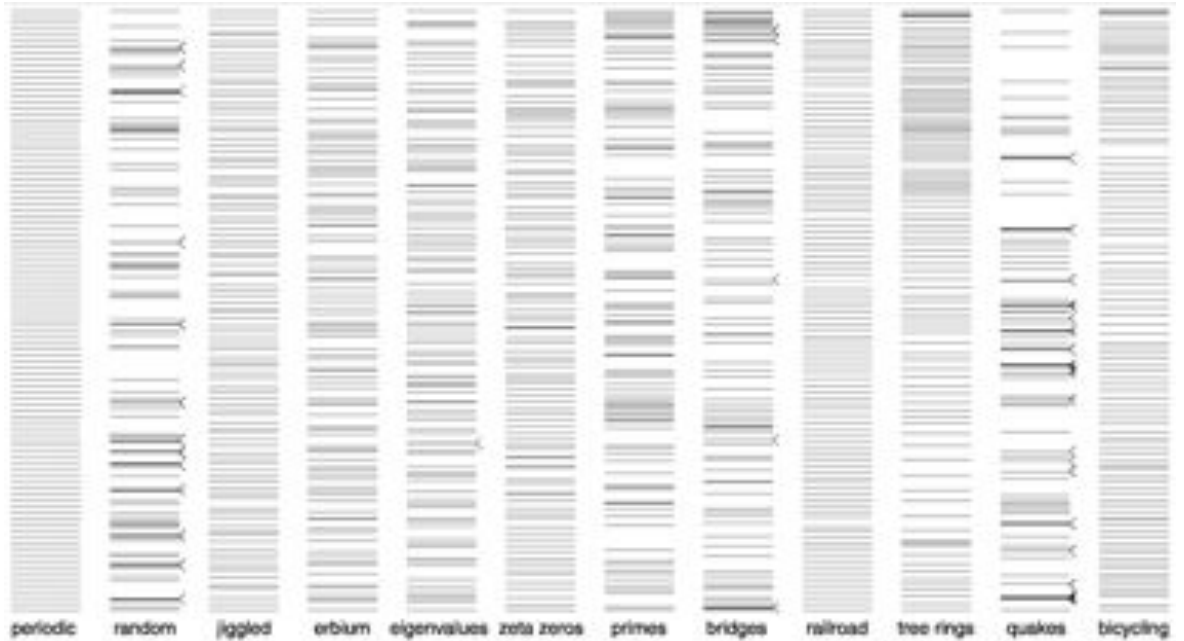 periodic random jiggled erbium eigenvalues zeta zeros primes bridges railroad tree rings quakes bicycling